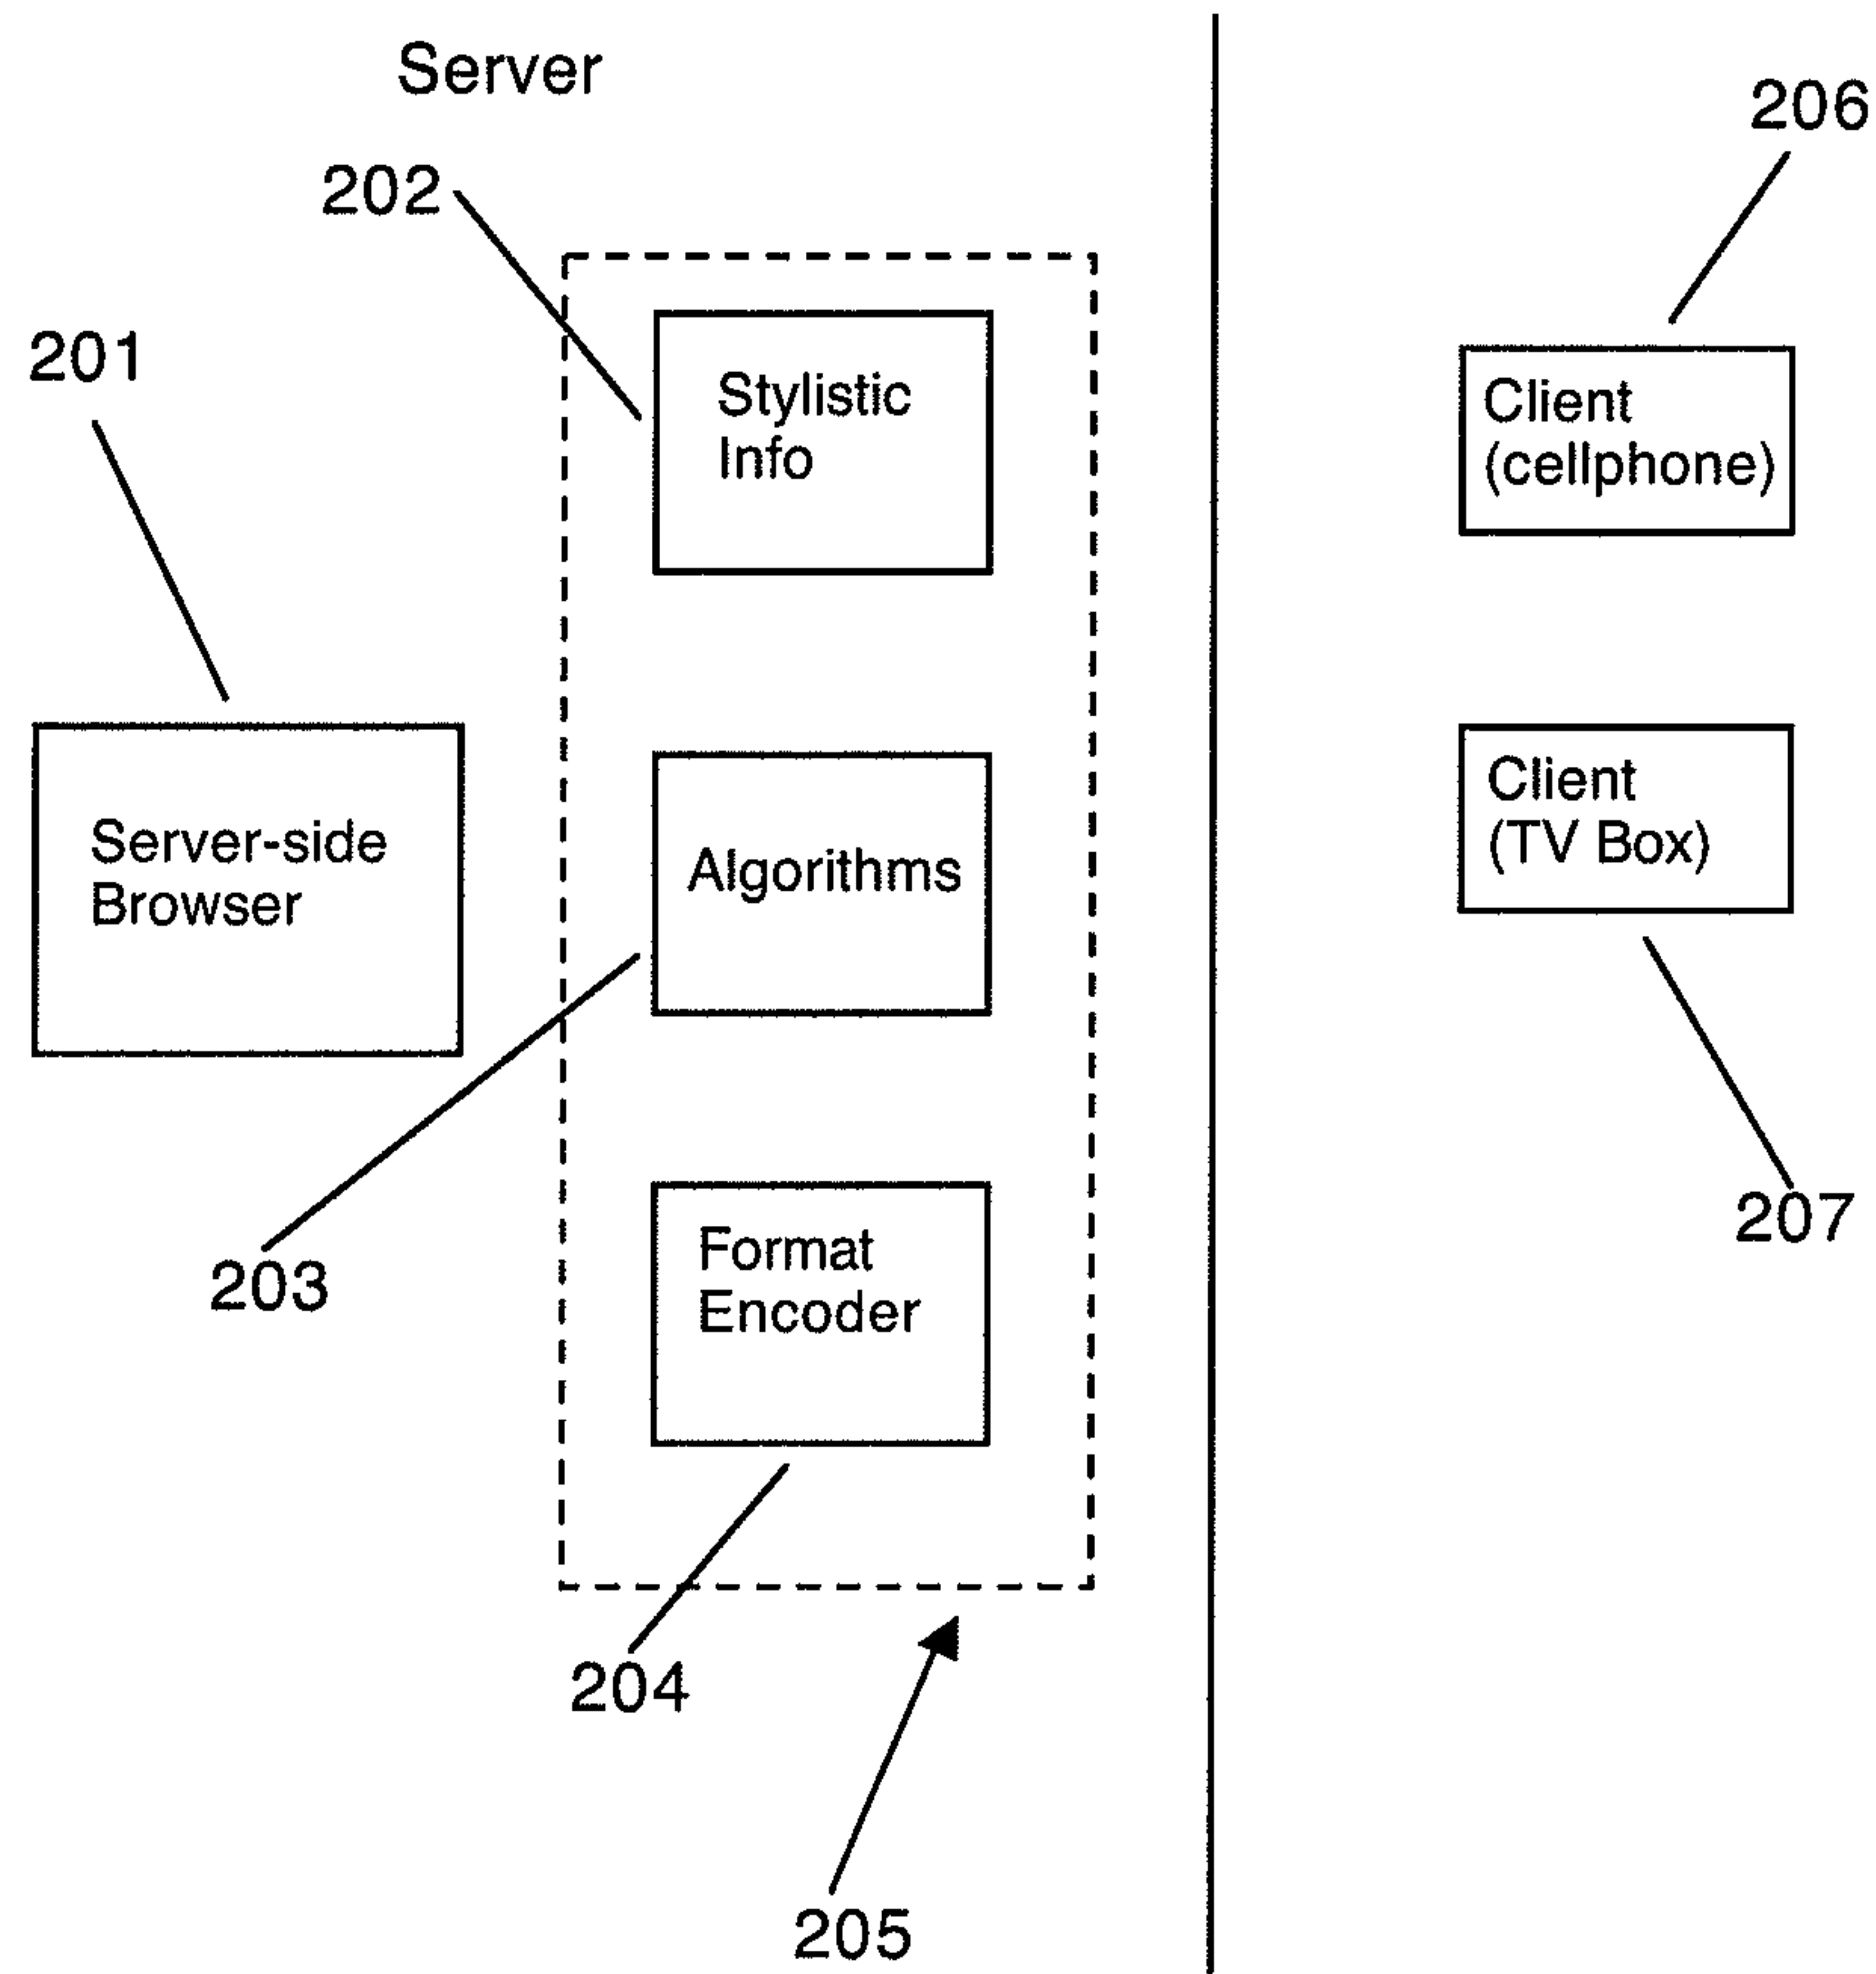 Server
206
202
201
Stylistic
Info
Client
(cellphone)
Server-side
Browser
Algorithms
Client
(TV Box)
207
203
Format
Encoder
204
205